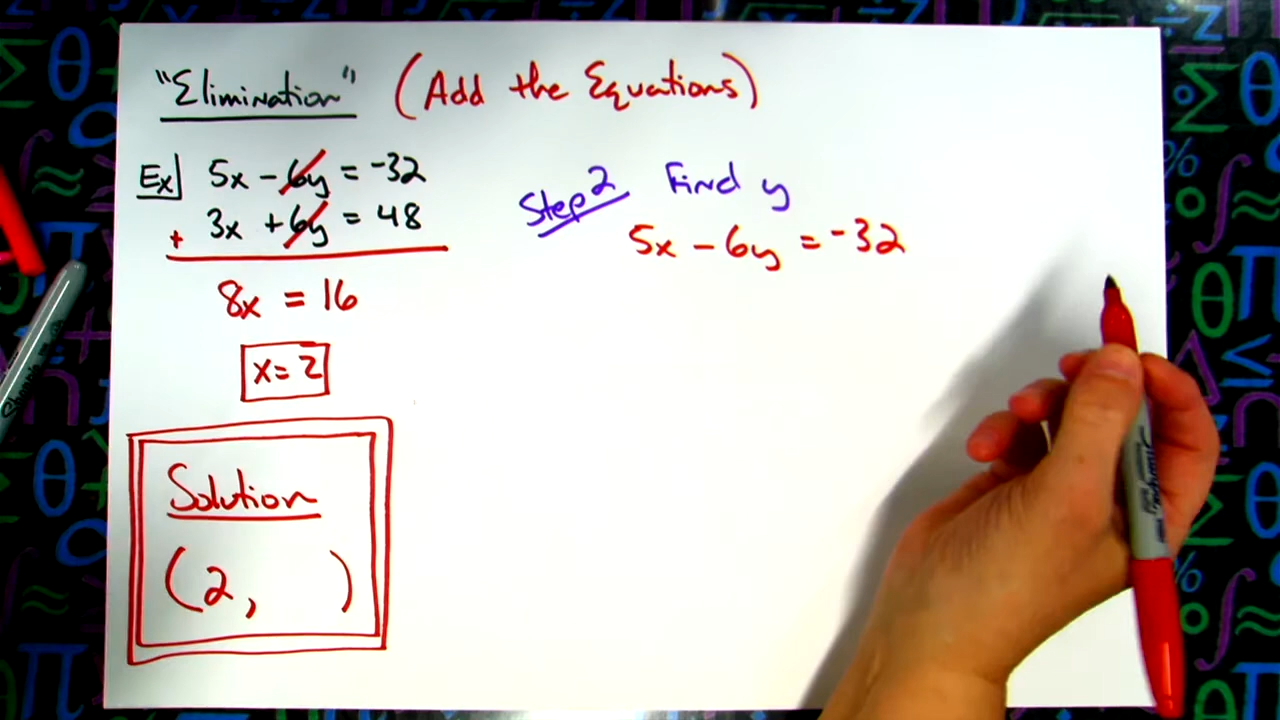 "Elimination" (Add the Equations)
Ex 5x - 6y = -32
+ 3x + 6y = 48
8x = 16
x = 2
Solution
(2, )
Step 2 Find y
5x - 6y = -32